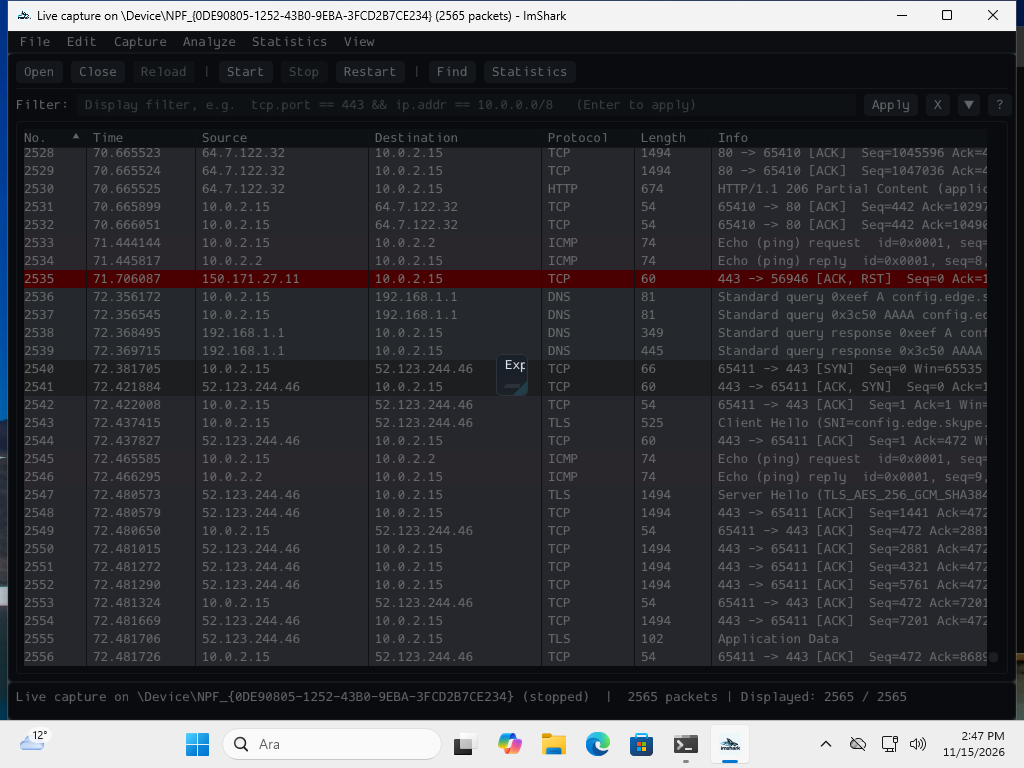 Live capture on \Device\NPF_{0DE90805-1252-43B0-9EBA-3FCD2B7CE234} (2565 packets) - ImShark
File Edit Capture Analyze Statistics View
Open Close Reload | Start Stop Restart | Find Statistics
Filter: Display filter, e.g. tcp.port == 443 && ip.addr == 10.0.0.0/8 (Enter to apply) Apply X ▼ ?
No. Time Source Destination Protocol Length Info
2528 70.665523 64.7.122.32 10.0.2.15 TCP 1494 80 -> 65410 [ACK] Seq=1045596 Ack=4
2529 70.665524 64.7.122.32 10.0.2.15 TCP 1494 80 -> 65410 [ACK] Seq=1047036 Ack=4
2530 70.665525 64.7.122.32 10.0.2.15 HTTP 674 HTTP/1.1 206 Partial Content (applic
2531 70.665899 10.0.2.15 64.7.122.32 TCP 54 65410 -> 80 [ACK] Seq=442 Ack=10297
2532 70.666051 10.0.2.15 64.7.122.32 TCP 54 65410 -> 80 [ACK] Seq=442 Ack=10490
2533 71.444144 10.0.2.15 10.0.2.2 ICMP 74 Echo (ping) request id=0x0001, seq=
2534 71.445817 10.0.2.2 10.0.2.15 ICMP 74 Echo (ping) reply id=0x0001, seq=8,
2535 71.706087 150.171.27.11 10.0.2.15 TCP 60 443 -> 56946 [ACK, RST] Seq=0 Ack=1
2536 72.356172 10.0.2.15 192.168.1.1 DNS 81 Standard query 0xeef A config.edge.s
2537 72.356545 10.0.2.15 192.168.1.1 DNS 81 Standard query 0x3c50 AAAA config.ed
2538 72.368495 192.168.1.1 10.0.2.15 DNS 349 Standard query response 0xeef A conf
2539 72.369715 192.168.1.1 10.0.2.15 DNS 445 Standard query response 0x3c50 AAAA
2540 72.381705 10.0.2.15 52.123.244.46 TCP 66 65411 -> 443 [SYN] Seq=0 Win=65535
Exp
2541 72.421884 52.123.244.46 10.0.2.15 TCP 60 443 -> 65411 [ACK, SYN] Seq=0 Ack=1
2542 72.422008 10.0.2.15 52.123.244.46 TCP 54 65411 -> 443 [ACK] Seq=1 Ack=1 Win=
2543 72.437415 10.0.2.15 52.123.244.46 TLS 525 Client Hello (SNI=config.edge.skype.
2544 72.437827 52.123.244.46 10.0.2.15 TCP 60 443 -> 65411 [ACK] Seq=1 Ack=472 Wi
2545 72.465585 10.0.2.15 10.0.2.2 ICMP 74 Echo (ping) request id=0x0001, seq=
2546 72.466295 10.0.2.2 10.0.2.15 ICMP 74 Echo (ping) reply id=0x0001, seq=9,
2547 72.480573 52.123.244.46 10.0.2.15 TLS 1494 Server Hello (TLS_AES_256_GCM_SHA384
2548 72.480579 52.123.244.46 10.0.2.15 TCP 1494 443 -> 65411 [ACK] Seq=1441 Ack=472
2549 72.480650 10.0.2.15 52.123.244.46 TCP 54 65411 -> 443 [ACK] Seq=472 Ack=2881
2550 72.481015 52.123.244.46 10.0.2.15 TCP 1494 443 -> 65411 [ACK] Seq=2881 Ack=472
2551 72.481272 52.123.244.46 10.0.2.15 TCP 1494 443 -> 65411 [ACK] Seq=4321 Ack=472
2552 72.481290 52.123.244.46 10.0.2.15 TCP 1494 443 -> 65411 [ACK] Seq=5761 Ack=472
2553 72.481324 10.0.2.15 52.123.244.46 TCP 54 65411 -> 443 [ACK] Seq=472 Ack=7201
2554 72.481669 52.123.244.46 10.0.2.15 TCP 1494 443 -> 65411 [ACK] Seq=7201 Ack=472
2555 72.481706 52.123.244.46 10.0.2.15 TLS 102 Application Data
2556 72.481726 10.0.2.15 52.123.244.46 TCP 54 65411 -> 443 [ACK] Seq=472 Ack=8689
Live capture on \Device\NPF_{0DE90805-1252-43B0-9EBA-3FCD2B7CE234} (stopped) | 2565 packets | Displayed: 2565 / 2565
12°
Ara
imshark
2:47 PM
11/15/2026